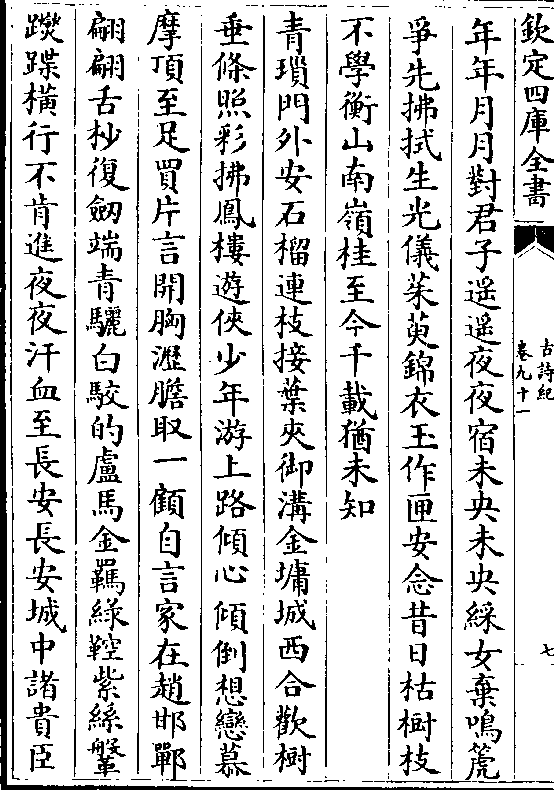 欽定四庫全書
古詩紀
卷九十一
七
年年月月對君子遥遥夜夜宿未央未央綵女棄鳴箎
爭先拂拭生光儀茱萸錦衣玉作匣安念昔日枯樹枝
不學衡山南嶺桂至今千載猶未知
青瑣門外安石榴連枝接葉夾御溝金墉城西合歡樹
垂條照彩拂鳳樓遊俠少年游上路傾心傾倒想戀慕
摩頂至足買片言開胸瀝膽取一顧自言家在趙邯鄲
翩翩舌杪復劒端青驪白駮的盧馬金羈緑鞚紫絲鞶
蹀橫行不肯進夜夜汗血至長安長安城中諸貴臣